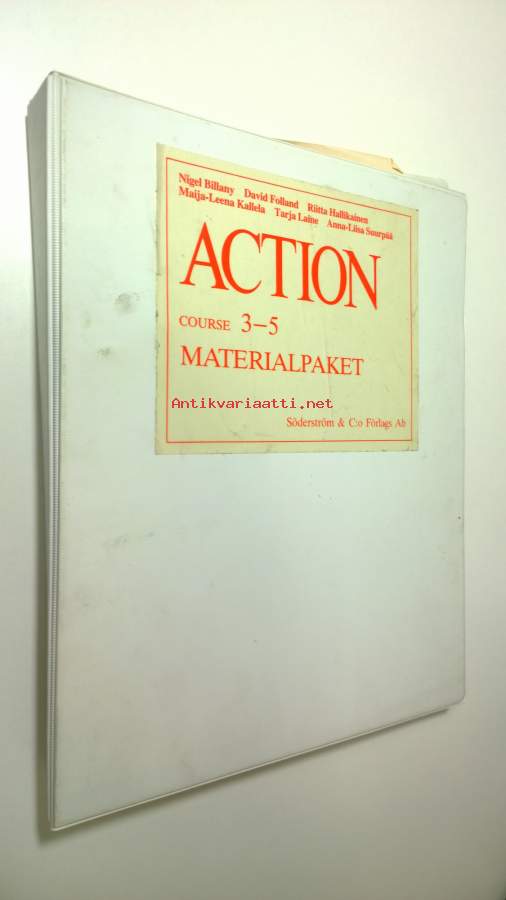 Nigel Billany David Folland Riitta Hallikainen
Maija-Leena Kallela Tarja Laine Anna-Liisa Suurpää
ACTION
COURSE 3–5
MATERIALPAKET
Antikvariaatti.net
Söderström & C:o Förlags Ab